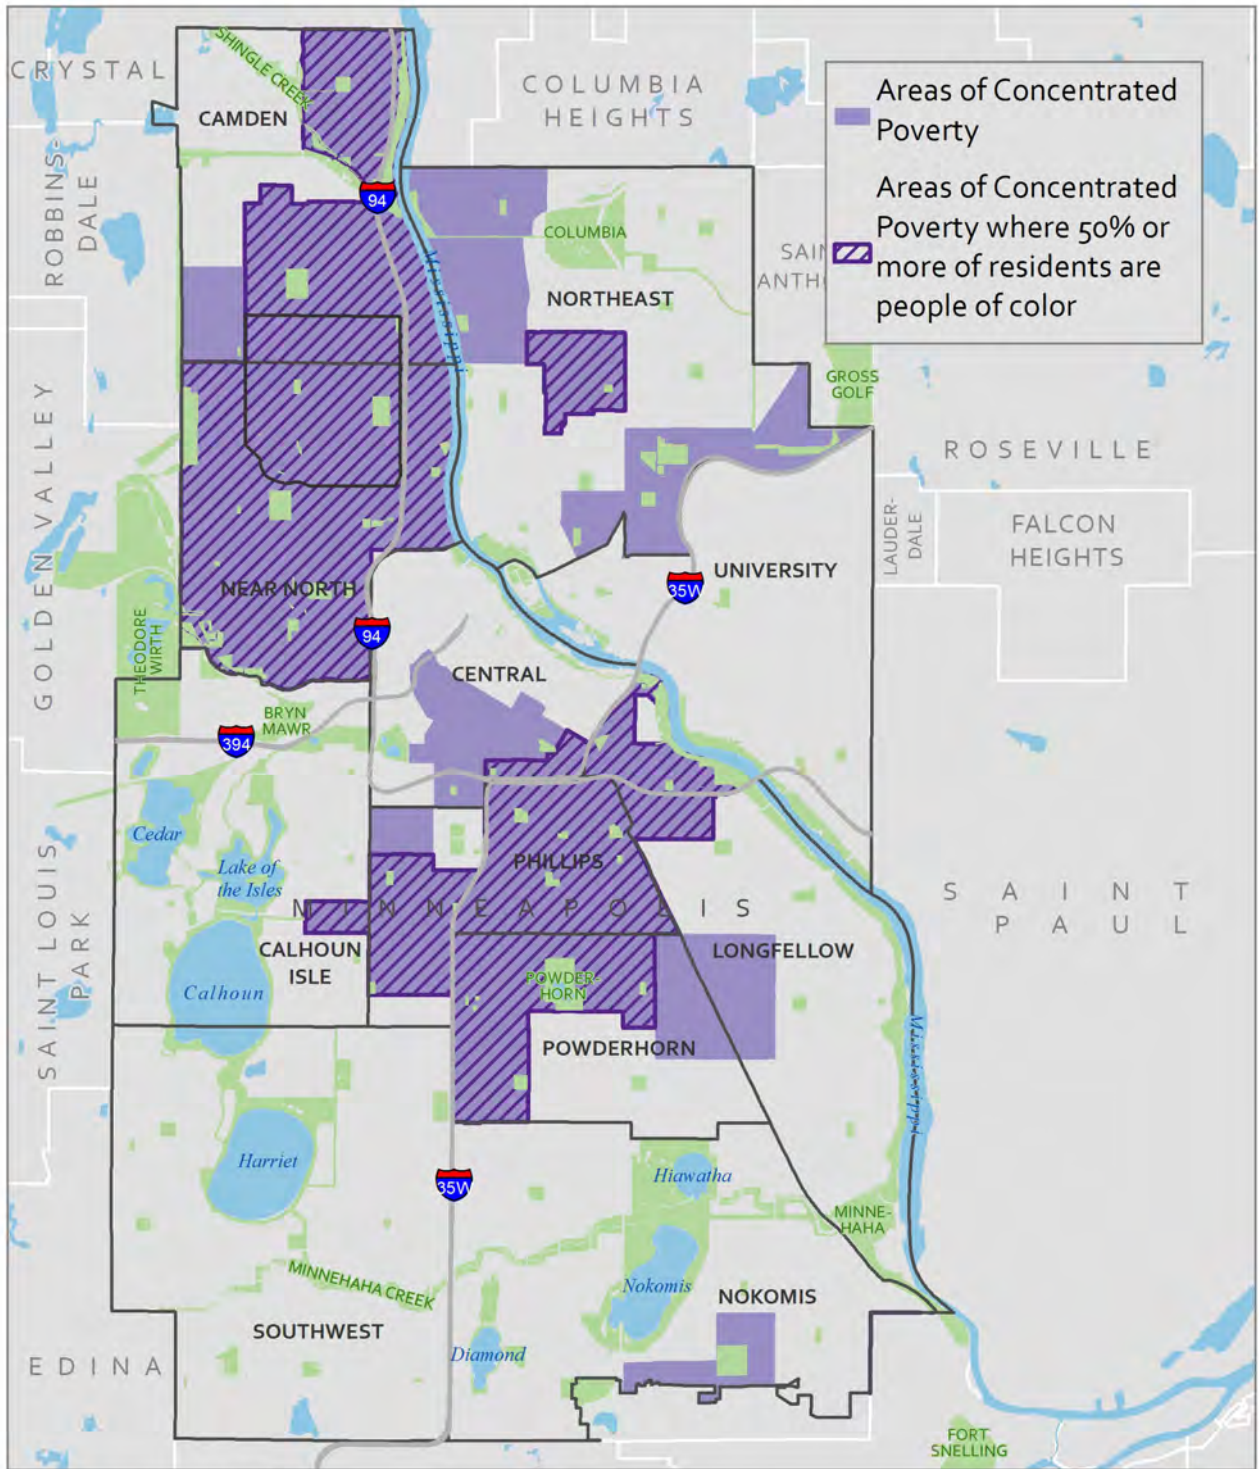 CRYSTAL
SHINGLE CREEK
CAMDEN
COLUMBIA
HEIGHTS
Areas of Concentrated
Poverty
Areas of Concentrated
Poverty where 50% or
more of residents are
people of color
ROBBINS-
DALE
94
COLUMBIA
Mississippi
NORTHEAST
GROSS
GOLF
GOLDEN VALLEY
ROSEVILLE
LAUDER-
DALE
FALCON
HEIGHTS
UNIVERSITY
35W
NEAR NORTH
94
THEODORE
WIRTH
CENTRAL
BRYN
MAWR
394
Cedar
Lake of
the Isles
PHILLIPS
MINNEAPOLIS
SAINT
PAUL
SAINT LOUIS
PARK
CALHOUN
ISLE
LONGFELLOW
Calhoun
POWDER-
HORN
POWDERHORN
Mississippi
Harriet
Hiawatha
35W
MINNE-
HAHA
MINNEHAHA CREEK
Nokomis
NOKOMIS
SOUTHWEST
Diamond
EDINA
FORT
SNELLING